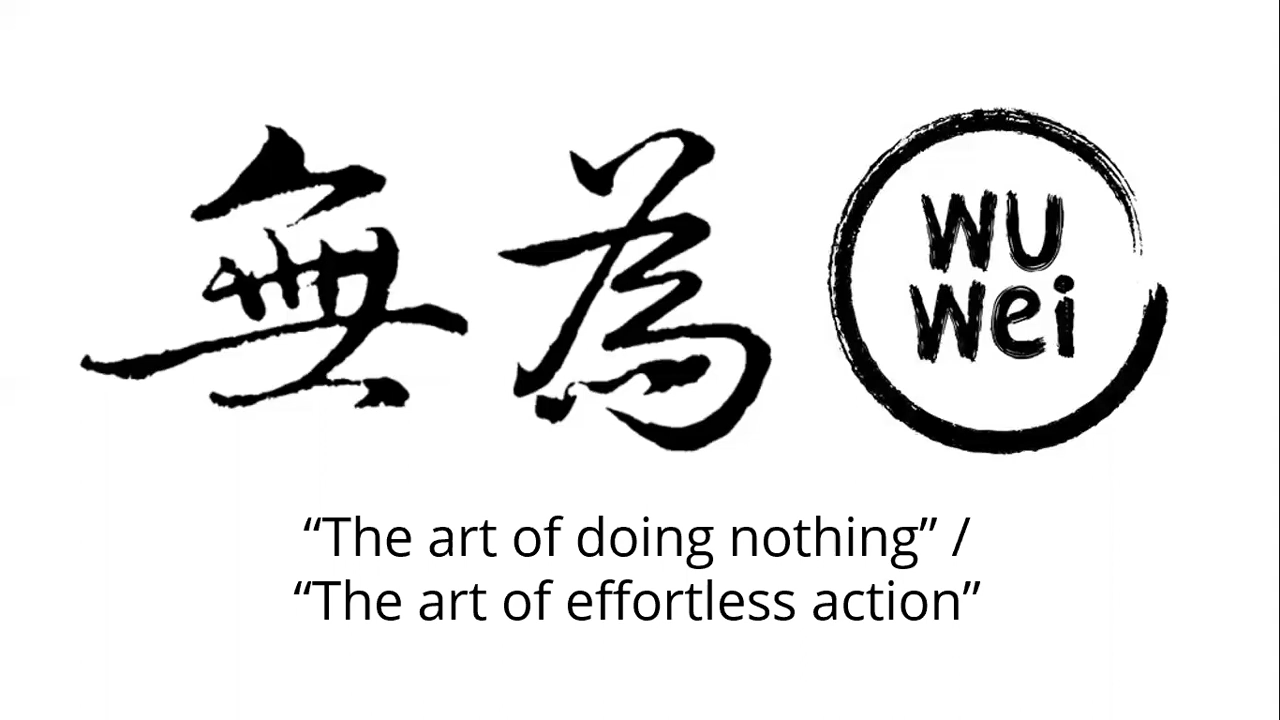 無為
wu
wei
“The art of doing nothing” /
“The art of effortless action”